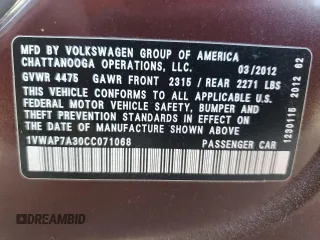 MFD BY VOLKSWAGEN GROUP OF AMERICA
CHATTANOOGA OPERATIONS, LLC. 03/2012
GVWR 4475 GAWR FRONT 2315 / REAR 2271 LBS
THIS VEHICLE CONFORMS TO ALL APPLICABLE U.S.
FEDERAL MOTOR VEHICLE SAFETY, BUMPER, AND
THEFT PREVENTION STANDARDS IN EFFECT ON THE
DATE OF MANUFACTURE SHOWN ABOVE.
1VWAP7A30CC071068 PASSENGER CAR
1230115 2012 62
DREAMBID